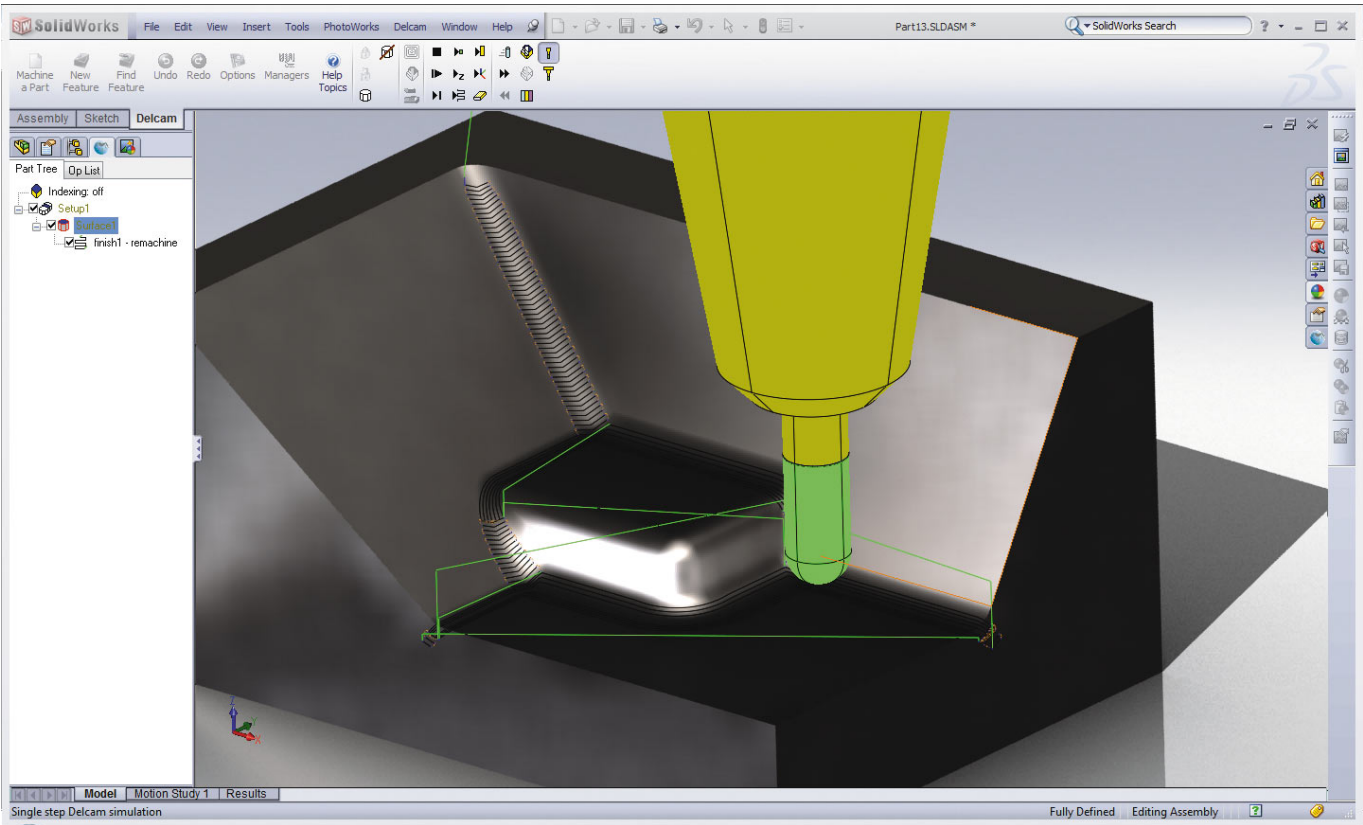 SolidWorks File Edit View Insert Tools PhotoWorks Delcam Window Help Part13.SLDASM * SolidWorks Search
Machine a Part
New Feature
Find Feature
Undo
Redo
Options
Managers
Help Topics
Assembly Sketch Delcam
Part Tree Op List
Indexing: off
Setup1
Surface1
finish1 - remachine
Z
Y
X
Model Motion Study 1 Results
Single step Delcam simulation Fully Defined Editing Assembly